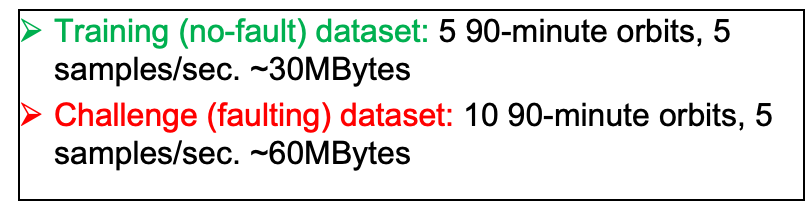 ➢ Training (no-fault) dataset: 5 90-minute orbits, 5
samples/sec. ~30MBytes
➢ Challenge (faulting) dataset: 10 90-minute orbits, 5
samples/sec. ~60MBytes